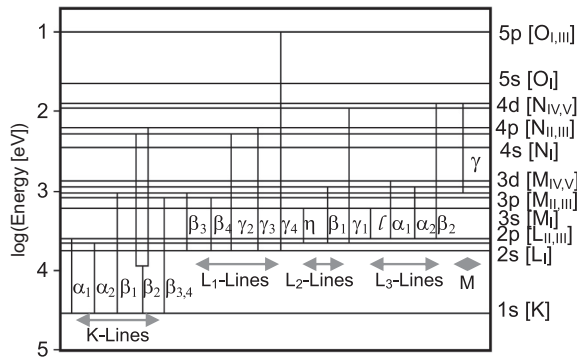 log(Energy [eV])
1
2
3
4
5
5p [O_I,III]
5s [O_I]
4d [N_IV,V]
4p [N_II,III]
4s [N_I]
3d [M_IV,V]
3p [M_II,III]
3s [M_I]
2p [L_II,III]
2s [L_I]
1s [K]
γ
β₃ β₄ γ₂ γ₃ γ₄ η β₁ γ₁ l α₁ α₂ β₂
L₁-Lines L₂-Lines L₃-Lines M
α₁ α₂ β₁ β₂ β₃,₄
K-Lines